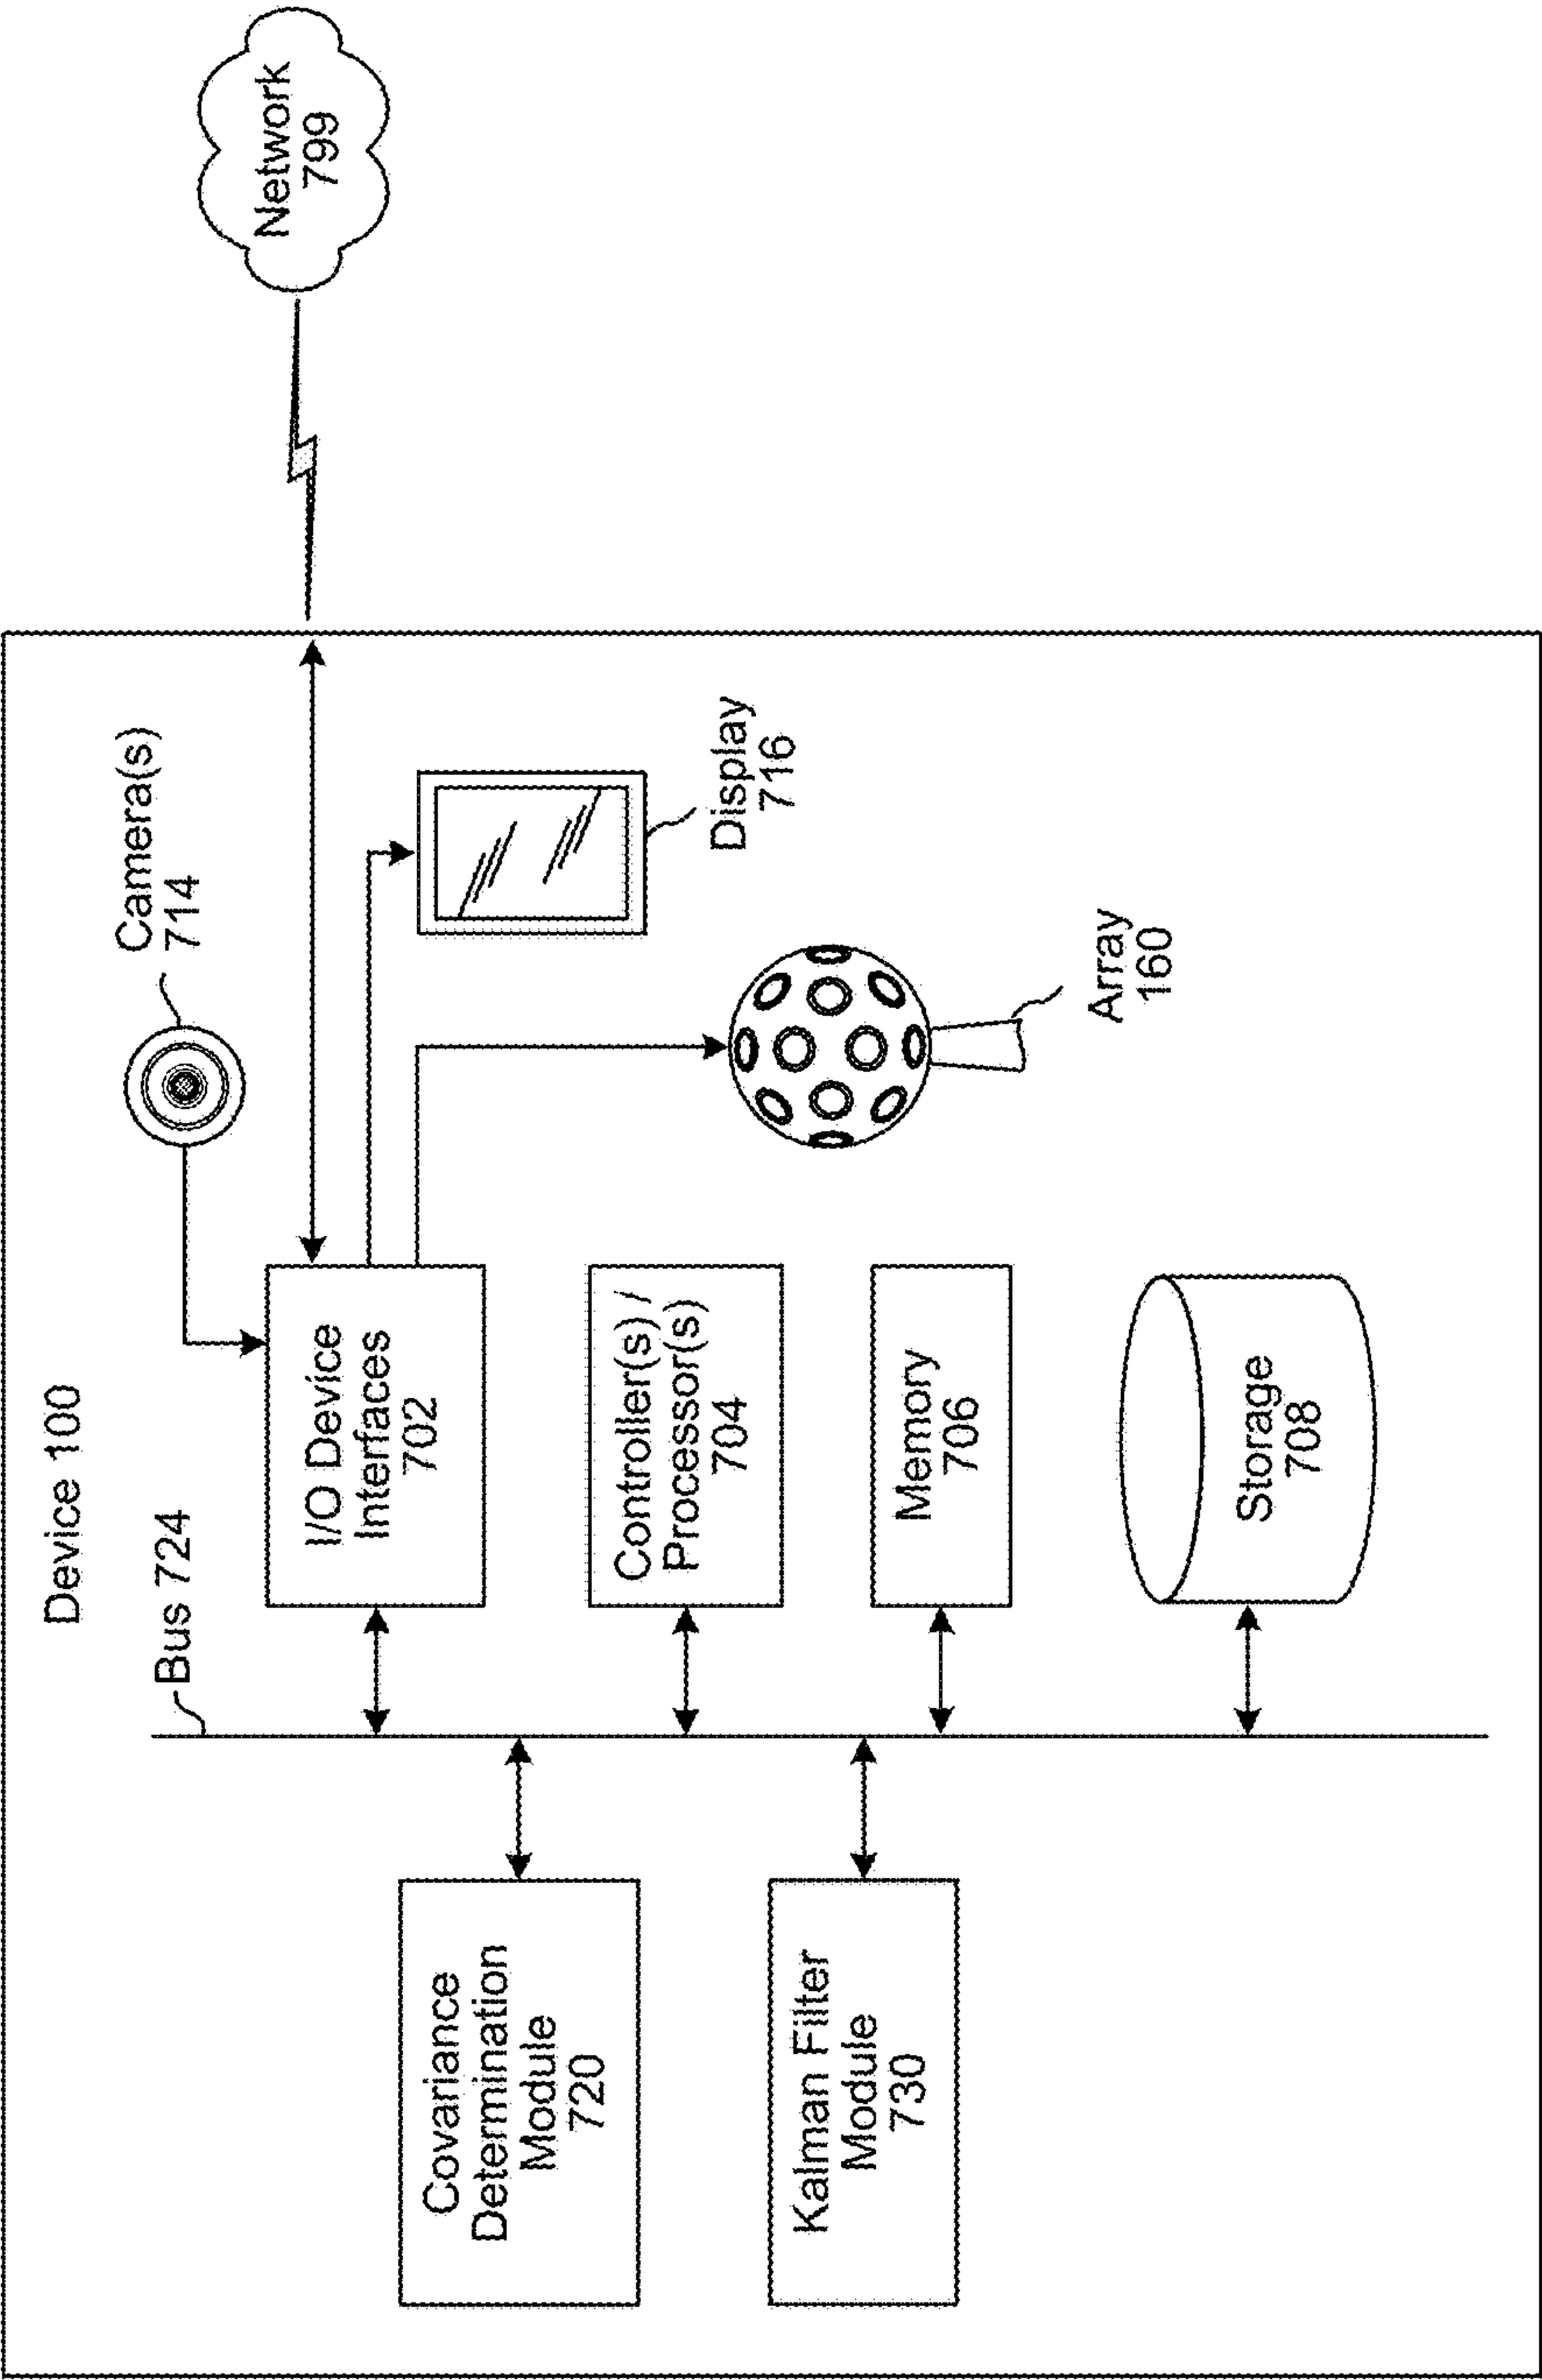 Device 100
Bus 724
Camera(s)
714
Network
799
I/O Device
Interfaces
702
Display
716
Covariance
Determination
Module
720
Controller(s) /
Processor(s)
704
Array
160
Kalman Filter
Module
730
Memory
706
Storage
708